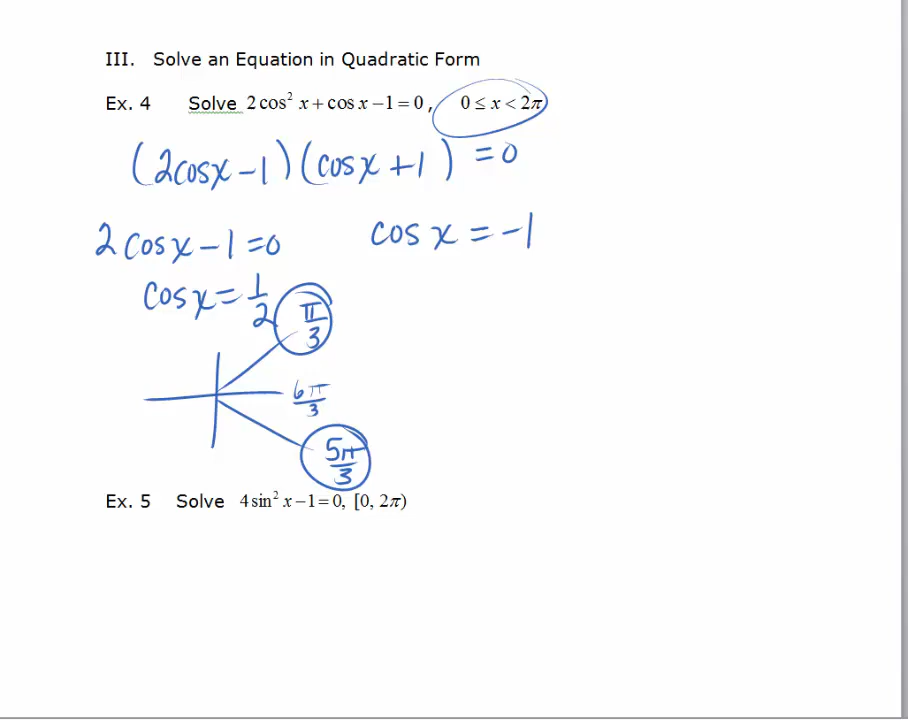 III. Solve an Equation in Quadratic Form
Ex. 4 Solve 2cos² x + cos x − 1 = 0, 0 ≤ x < 2π
(2cosx − 1)(cosx + 1) = 0
2cosx − 1 = 0 cos x = −1
cosx = 1/2
π/3
6π/3
5π/3
Ex. 5 Solve 4sin² x − 1 = 0, [0, 2π)